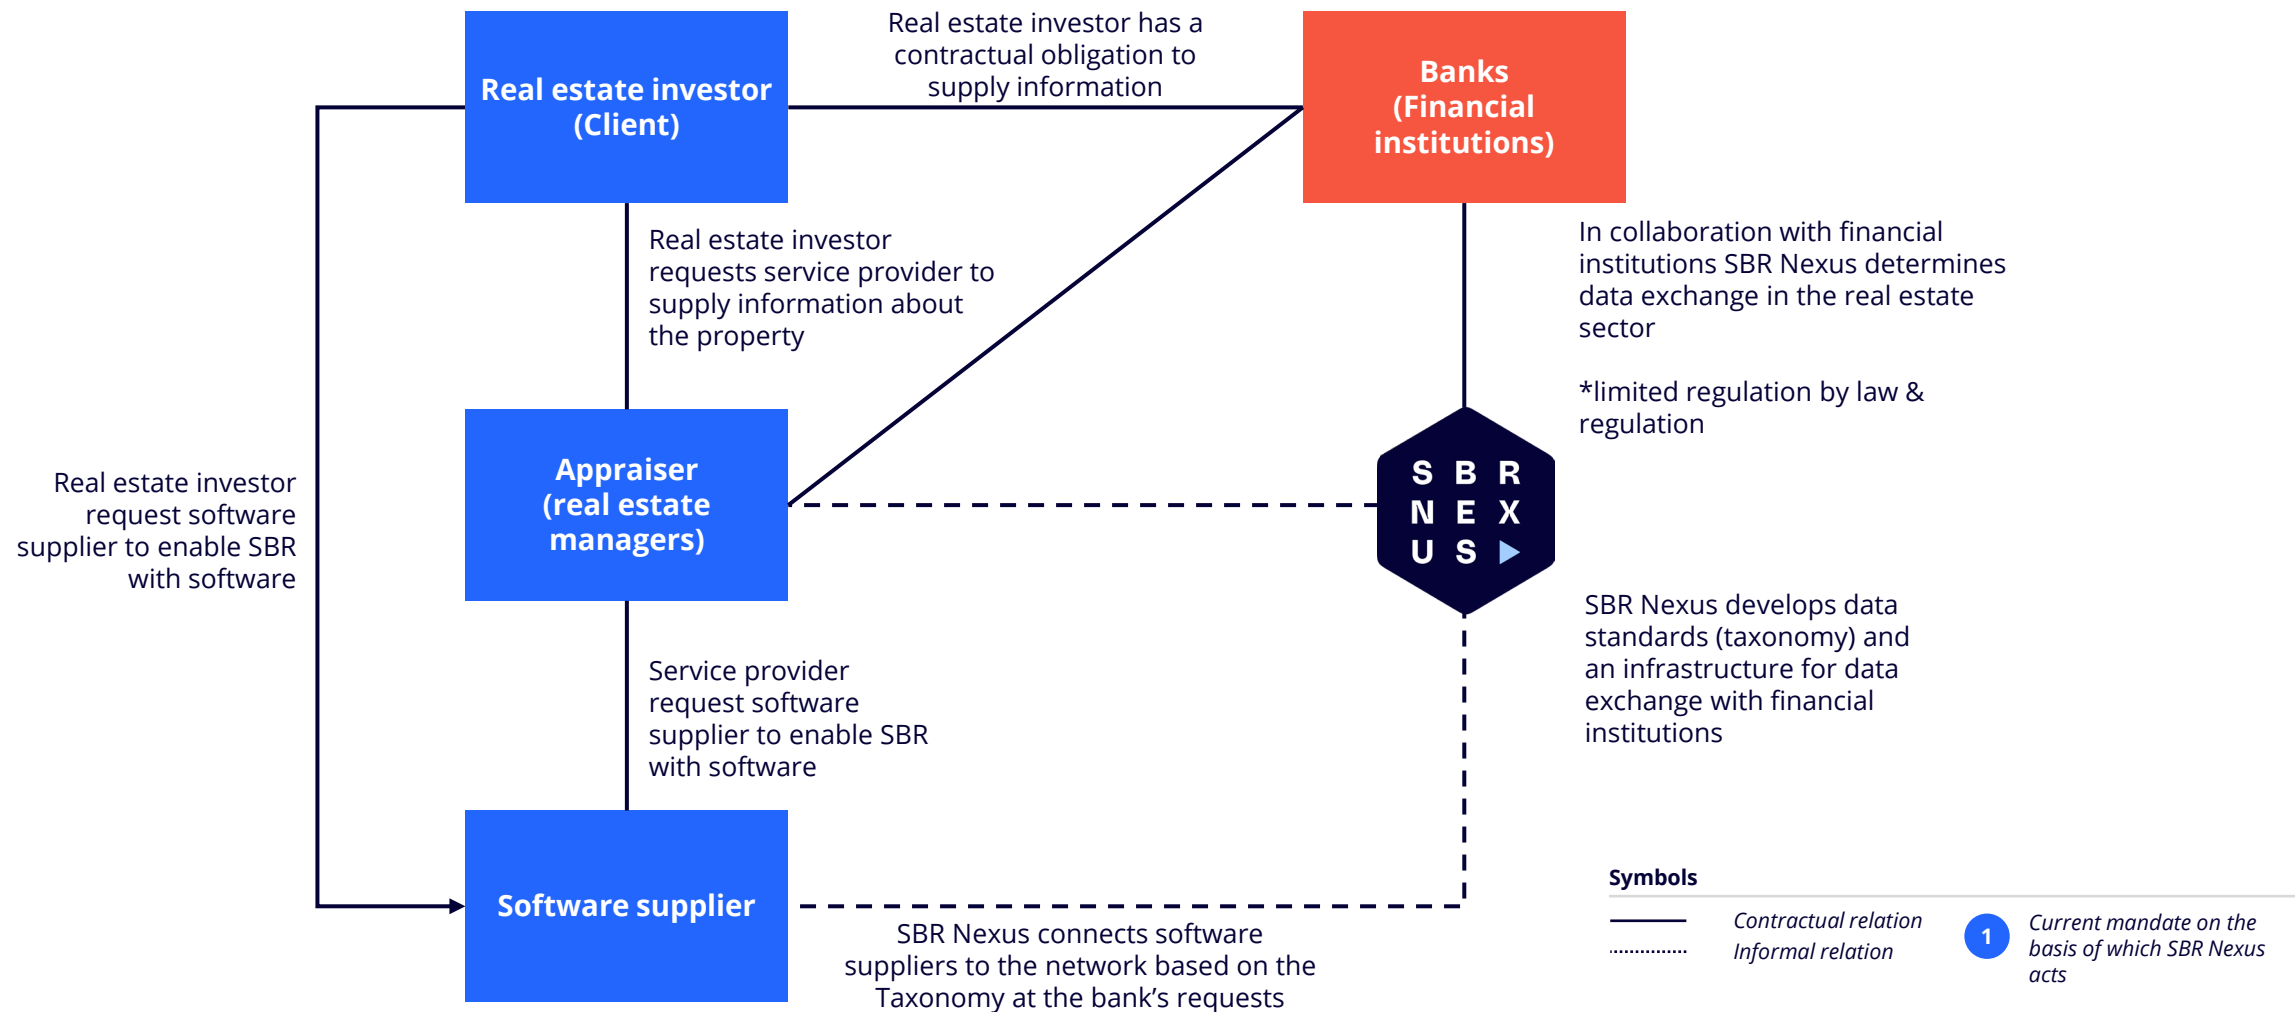 Real estate investor
(Client)
Real estate investor has a
contractual obligation to
supply information
Banks
(Financial
institutions)
Real estate investor
requests service provider to
supply information about
the property
In collaboration with financial
institutions SBR Nexus determines
data exchange in the real estate
sector
*limited regulation by law &
regulation
Real estate investor
request software
supplier to enable SBR
with software
Appraiser
(real estate
managers)
S B R
N E X
U S
Service provider
request software
supplier to enable SBR
with software
SBR Nexus develops data
standards (taxonomy) and
an infrastructure for data
exchange with financial
institutions
Software supplier
SBR Nexus connects software
suppliers to the network based on the
Taxonomy at the bank’s requests
Symbols
Contractual relation
Informal relation
1
Current mandate on the
basis of which SBR Nexus
acts